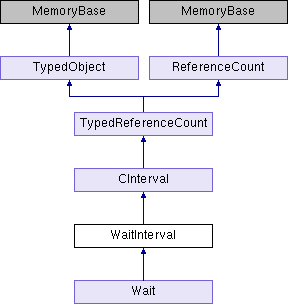 MemoryBase MemoryBase
TypedObject ReferenceCount
TypedReferenceCount
CInterval
WaitInterval
Wait